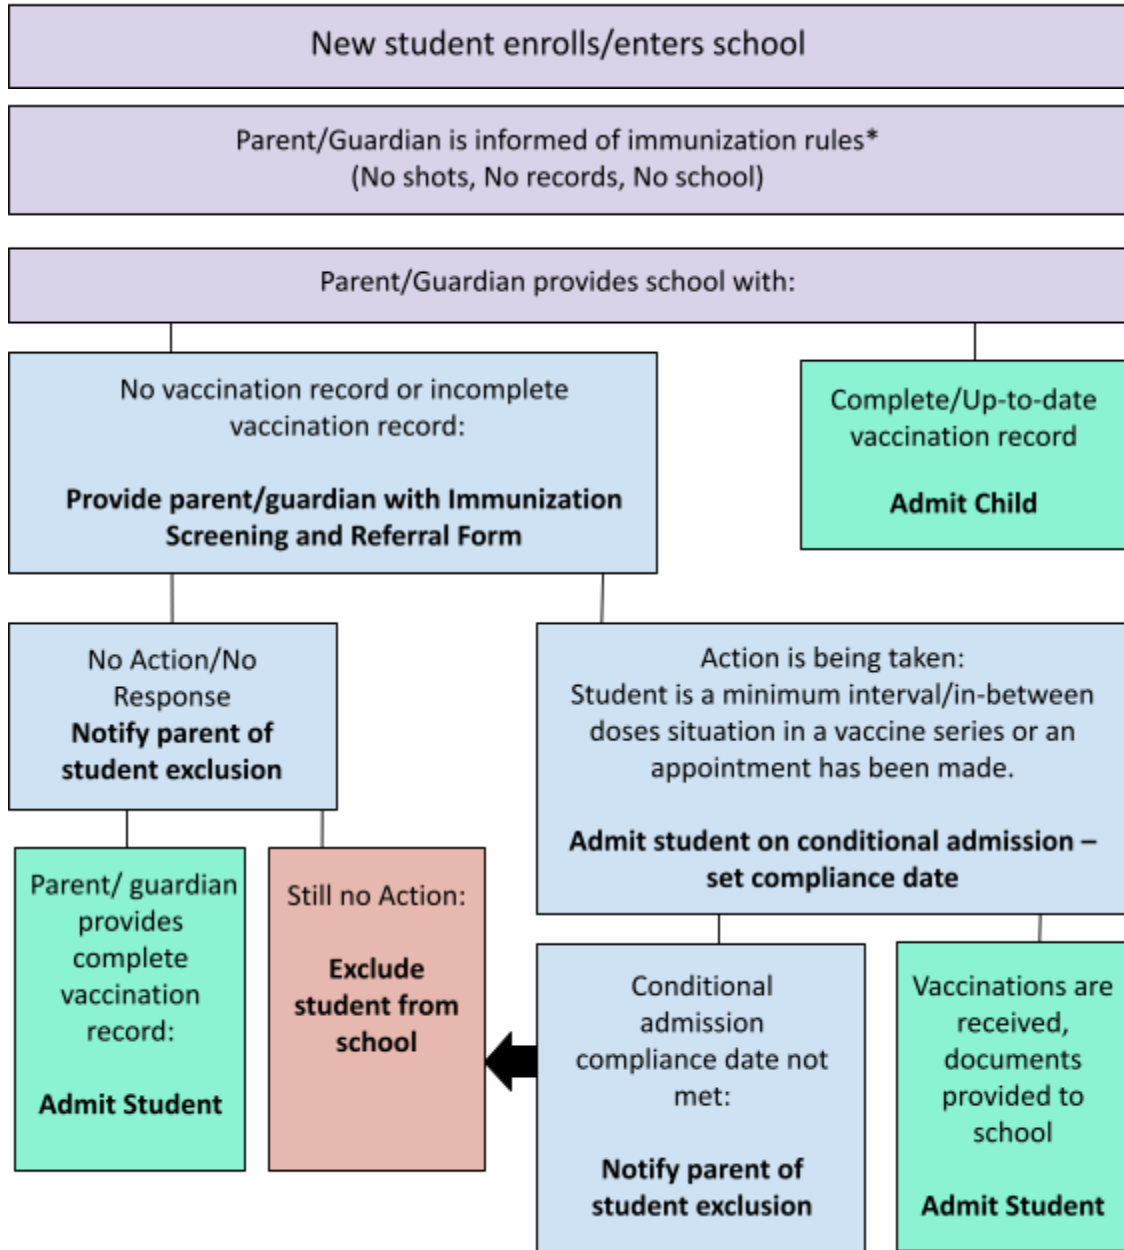 New student enrolls/enters school
Parent/Guardian is informed of immunization rules*
(No shots, No records, No school)
Parent/Guardian provides school with:
No vaccination record or incomplete
vaccination record:
Provide parent/guardian with Immunization
Screening and Referral Form
Complete/Up-to-date
vaccination record
Admit Child
No Action/No
Response
Notify parent of
student exclusion
Action is being taken:
Student is a minimum interval/in-between
doses situation in a vaccine series or an
appointment has been made.
Admit student on conditional admission –
set compliance date
Parent/ guardian
provides
complete
vaccination
record:
Admit Student
Still no Action:
Exclude
student from
school
Conditional
admission
compliance date not
met:
Notify parent of
student exclusion
Vaccinations are
received,
documents
provided to
school
Admit Student